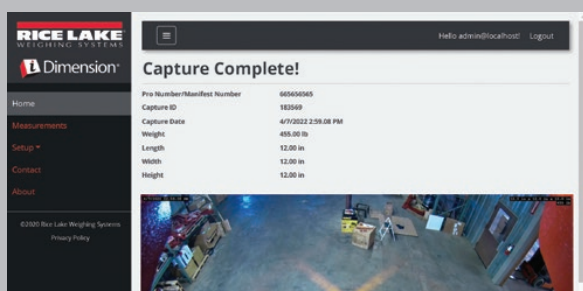 RICE LAKE
WEIGHING SYSTEMS
iDimension
Home
Measurements
Setup
Contact
About
©2020 Rice Lake Weighing Systems
Privacy Policy
Hello admin@localhost! Logout
Capture Complete!
Pro Number/Manifest Number 665656565
Capture ID 183569
Capture Date 4/7/2022 2:59.08 PM
Weight 455.00 lb
Length 12.00 in
Width 12.00 in
Height 12.00 in